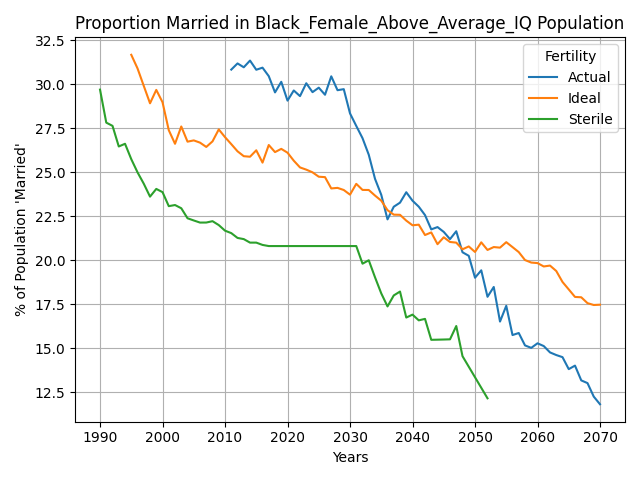 Proportion Married in Black_Female_Above_Average_IQ Population
% of Population 'Married'
32.5
30.0
27.5
25.0
22.5
20.0
17.5
15.0
12.5
Fertility
Actual
Ideal
Sterile
1990 2000 2010 2020 2030 2040 2050 2060 2070
Years